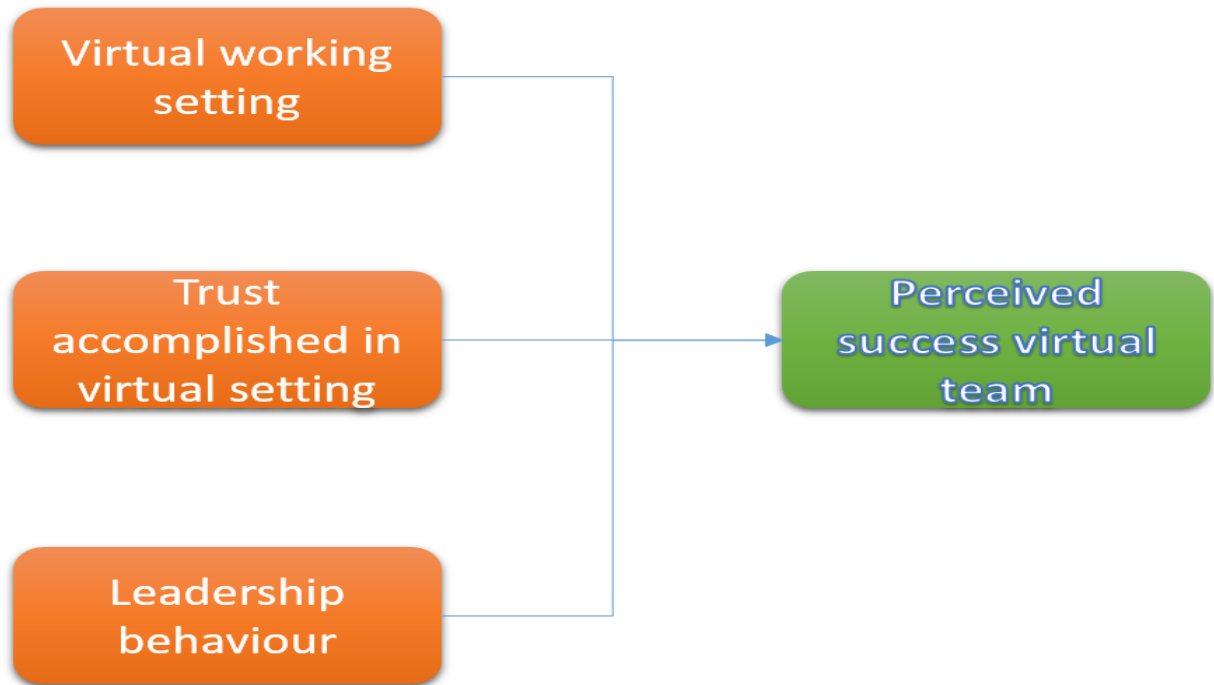 Virtual working
setting
Trust
accomplished in
virtual setting
Perceived
success virtual
team
Leadership
behaviour